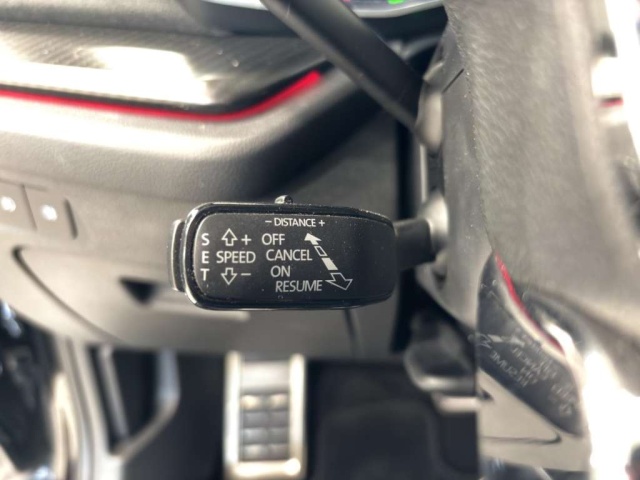 - DISTANCE +
S + OFF
E SPEED CANCEL
T - ON
RESUME